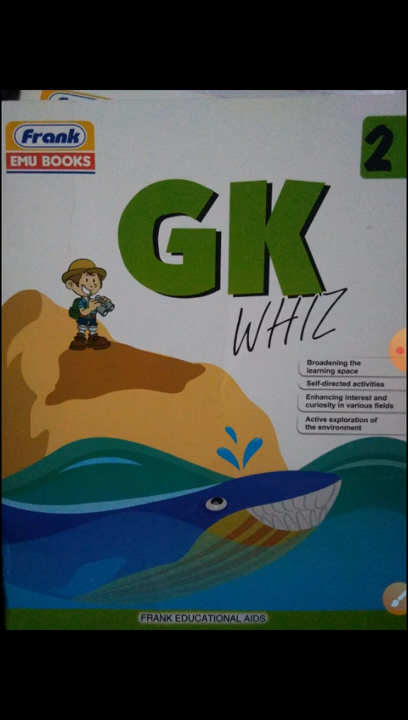 Frank
EMU BOOKS
2
GK
WHIZ
Broadening the
learning space
Self-directed activities
Enhancing interest and
curiosity in various fields
Active exploration of
the environment
FRANK EDUCATIONAL AIDS